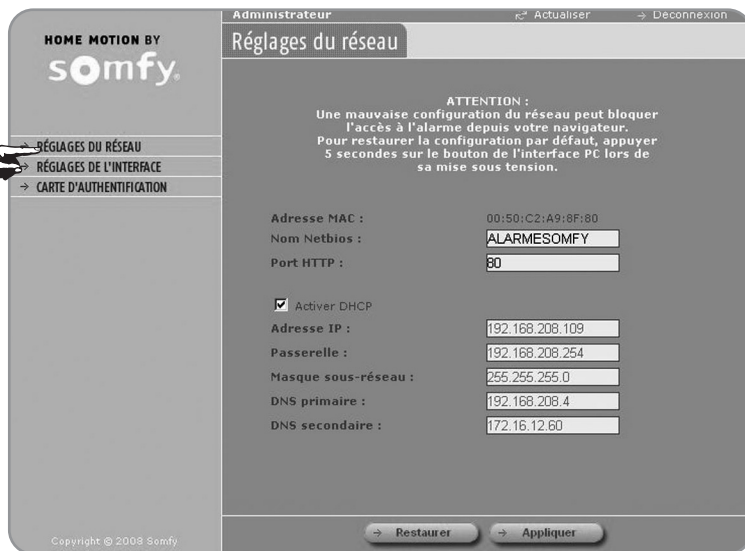 Administrateur
Actualiser
Deconnexion
HOME MOTION BY
somfy®
Réglages du réseau
ATTENTION :
Une mauvaise configuration du réseau peut bloquer
l'accès à l'alarme depuis votre navigateur.
Pour restaurer la configuration par défaut, appuyer
5 secondes sur le bouton de l'interface PC lors de
sa mise sous tension.
RÉGLAGES DU RÉSEAU
RÉGLAGES DE L'INTERFACE
CARTE D'AUTHENTIFICATION
Adresse MAC : 00:50:C2:A9:8F:80
Nom Netbios : ALARMESOMFY
Port HTTP : 80
Activer DHCP
Adresse IP : 192.168.208.109
Passerelle : 192.168.208.254
Masque sous-réseau : 255.255.255.0
DNS primaire : 192.168.208.4
DNS secondaire : 172.16.12.60
Restaurer
Appliquer
Copyright © 2008 Somfy